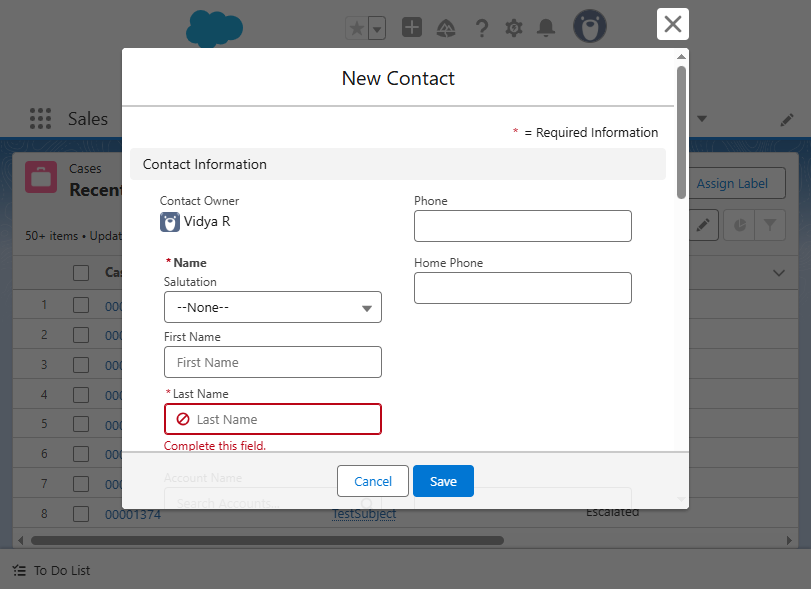 New Contact
Sales
* = Required Information
Contact Information
Cases
Recent
Assign Label
Contact Owner
Vidya R
Phone
50+ items • Updat
*Name
Home Phone
Salutation
--None--
First Name
First Name
*Last Name
Last Name
Complete this field.
Account Name
Search Accounts...
Cancel
Save
Ca
1
000
2
000
3
000
4
000
5
000
6
000
7
000
8
00001374
TestSubject
Escalated
To Do List